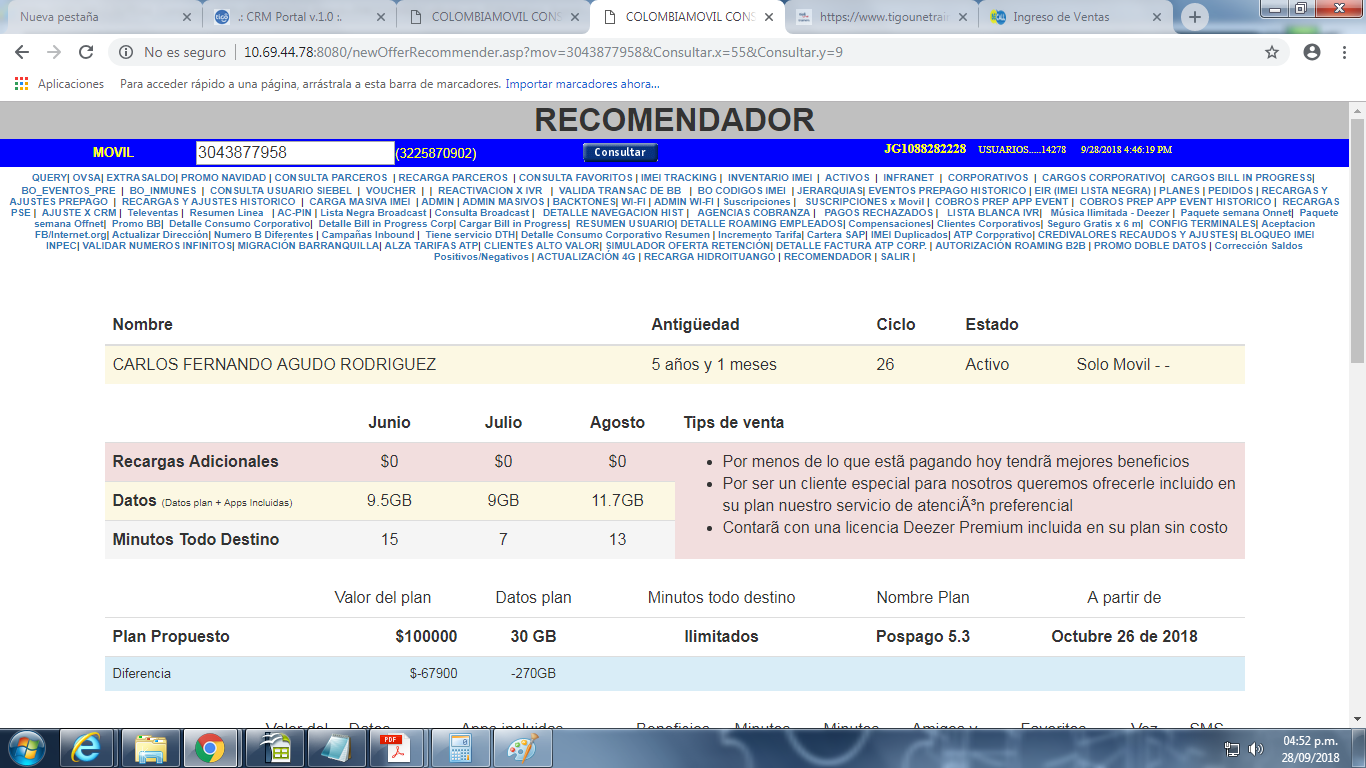 Nueva pestaña
.: CRM Portal v.1.0 :.
COLOMBIAMOVIL CONS
COLOMBIAMOVIL CONS
https://www.tigounetrai
Ingreso de Ventas
No es seguro | 10.69.44.78:8080/newOfferRecommender.asp?mov=3043877958&Consultar.x=55&Consultar.y=9
Aplicaciones Para acceder rápido a una página, arrástrala a esta barra de marcadores. Importar marcadores ahora...
RECOMENDADOR
MOVIL 3043877958 (3225870902) Consultar JG1088282228 USUARIOS.....14278 9/28/2018 4:46:19 PM
QUERY| OVSA| EXTRASALDO| PROMO NAVIDAD | CONSULTA PARCEROS | RECARGA PARCEROS | CONSULTA FAVORITOS | IMEI TRACKING | INVENTARIO IMEI | ACTIVOS | INFRANET | CORPORATIVOS | CARGOS CORPORATIVO| CARGOS BILL IN PROGRESS|
BO_EVENTOS_PRE | BO_INMUNES | CONSULTA USUARIO SIEBEL | VOUCHER | | REACTIVACION X IVR | VALIDA TRANSAC DE BB | BO CODIGOS IMEI | JERARQUIAS| EVENTOS PREPAGO HISTORICO | EIR (IMEI LISTA NEGRA) | PLANES | PEDIDOS | RECARGAS Y
AJUSTES PREPAGO | RECARGAS Y AJUSTES HISTORICO | CARGA MASIVA IMEI | ADMIN | ADMIN MASIVOS | BACKTONES| WI-FI | ADMIN WI-FI | Suscripciones | SUSCRIPCIONES x Movil | COBROS PREP APP EVENT | COBROS PREP APP EVENT HISTORICO | RECARGAS
PSE | AJUSTE X CRM | Televentas | Resumen Linea | AC-PIN | Lista Negra Broadcast | Consulta Broadcast | DETALLE NAVEGACION HIST | AGENCIAS COBRANZA | PAGOS RECHAZADOS | LISTA BLANCA IVR| Música Ilimitada - Deezer | Paquete semana Onnet| Paquete
semana Offnet| Promo BB| Detalle Consumo Corporativo| Detalle Bill in Progress Corp| Cargar Bill in Progress| RESUMEN USUARIO| DETALLE ROAMING EMPLEADOS| Compensaciones| Clientes Corporativos| Seguro Gratis x 6 m| CONFIG TERMINALES| Aceptacion
FB/Internet.org| Actualizar Dirección| Numero B Diferentes | Campañas Inbound | Tiene servicio DTH| Detalle Consumo Corporativo Resumen | Incremento Tarifa| Cartera SAP| IMEI Duplicados| ATP Corporativo| CREDIVALORES RECAUDOS Y AJUSTES| BLOQUEO IMEI
INPEC| VALIDAR NUMEROS INFINITOS| MIGRACIÓN BARRANQUILLA| ALZA TARIFAS ATP| CLIENTES ALTO VALOR| SIMULADOR OFERTA RETENCIÓN| DETALLE FACTURA ATP CORP. | AUTORIZACIÓN ROAMING B2B | PROMO DOBLE DATOS | Corrección Saldos
Positivos/Negativos | ACTUALIZACIÓN 4G | RECARGA HIDROITUANGO | RECOMENDADOR | SALIR |
Nombre Antigüedad Ciclo Estado
CARLOS FERNANDO AGUDO RODRIGUEZ 5 años y 1 meses 26 Activo Solo Movil - -
Junio Julio Agosto Tips de venta
Recargas Adicionales $0 $0 $0
Datos (Datos plan + Apps Incluidas) 9.5GB 9GB 11.7GB
Minutos Todo Destino 15 7 13
• Por menos de lo que estã pagando hoy tendrã mejores beneficios
• Por ser un cliente especial para nosotros queremos ofrecerle incluido en
su plan nuestro servicio de atenciÃ³n preferencial
• Contarã con una licencia Deezer Premium incluida en su plan sin costo
Valor del plan Datos plan Minutos todo destino Nombre Plan A partir de
Plan Propuesto $100000 30 GB Ilimitados Pospago 5.3 Octubre 26 de 2018
Diferencia $-67900 -270GB
Valor del Datos Apps incluidas Beneficios Minutos Minutos Amigos y Favoritos Voz SMS
04:52 p.m.
28/09/2018